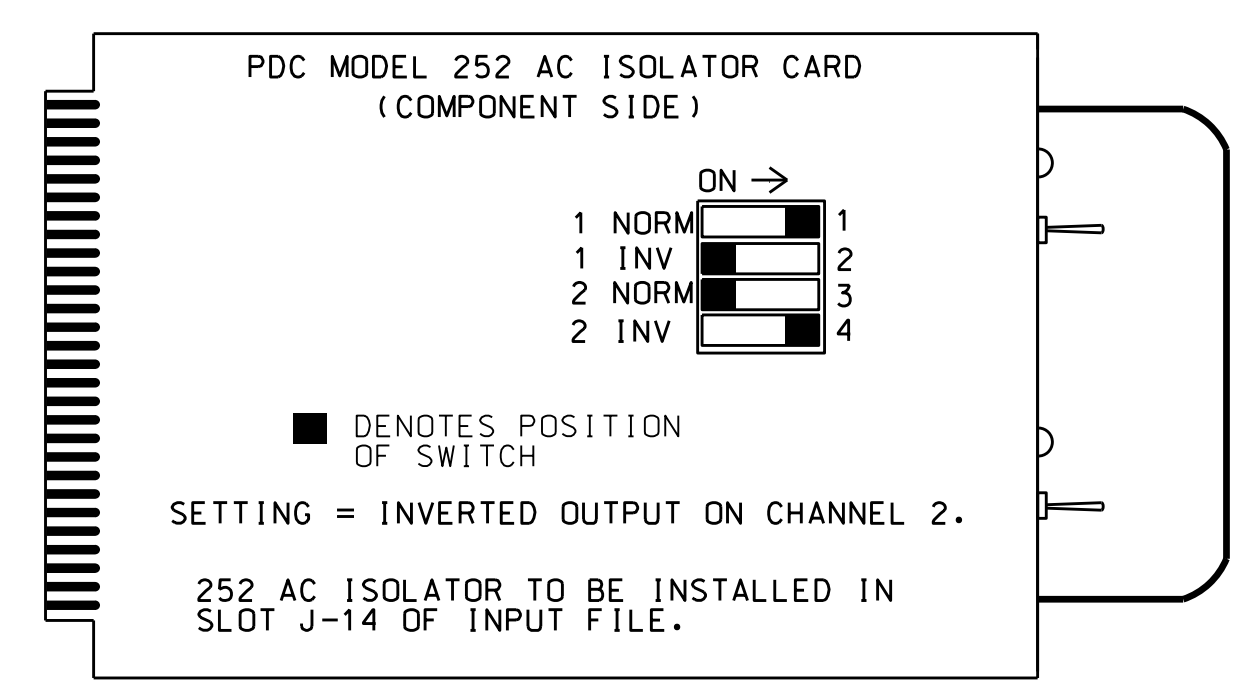 PDC MODEL 252 AC ISOLATOR CARD
(COMPONENT SIDE)
ON →
1 NORM 1
1 INV 2
2 NORM 3
2 INV 4
DENOTES POSITION
OF SWITCH
SETTING = INVERTED OUTPUT ON CHANNEL 2.
252 AC ISOLATOR TO BE INSTALLED IN
SLOT J-14 OF INPUT FILE.